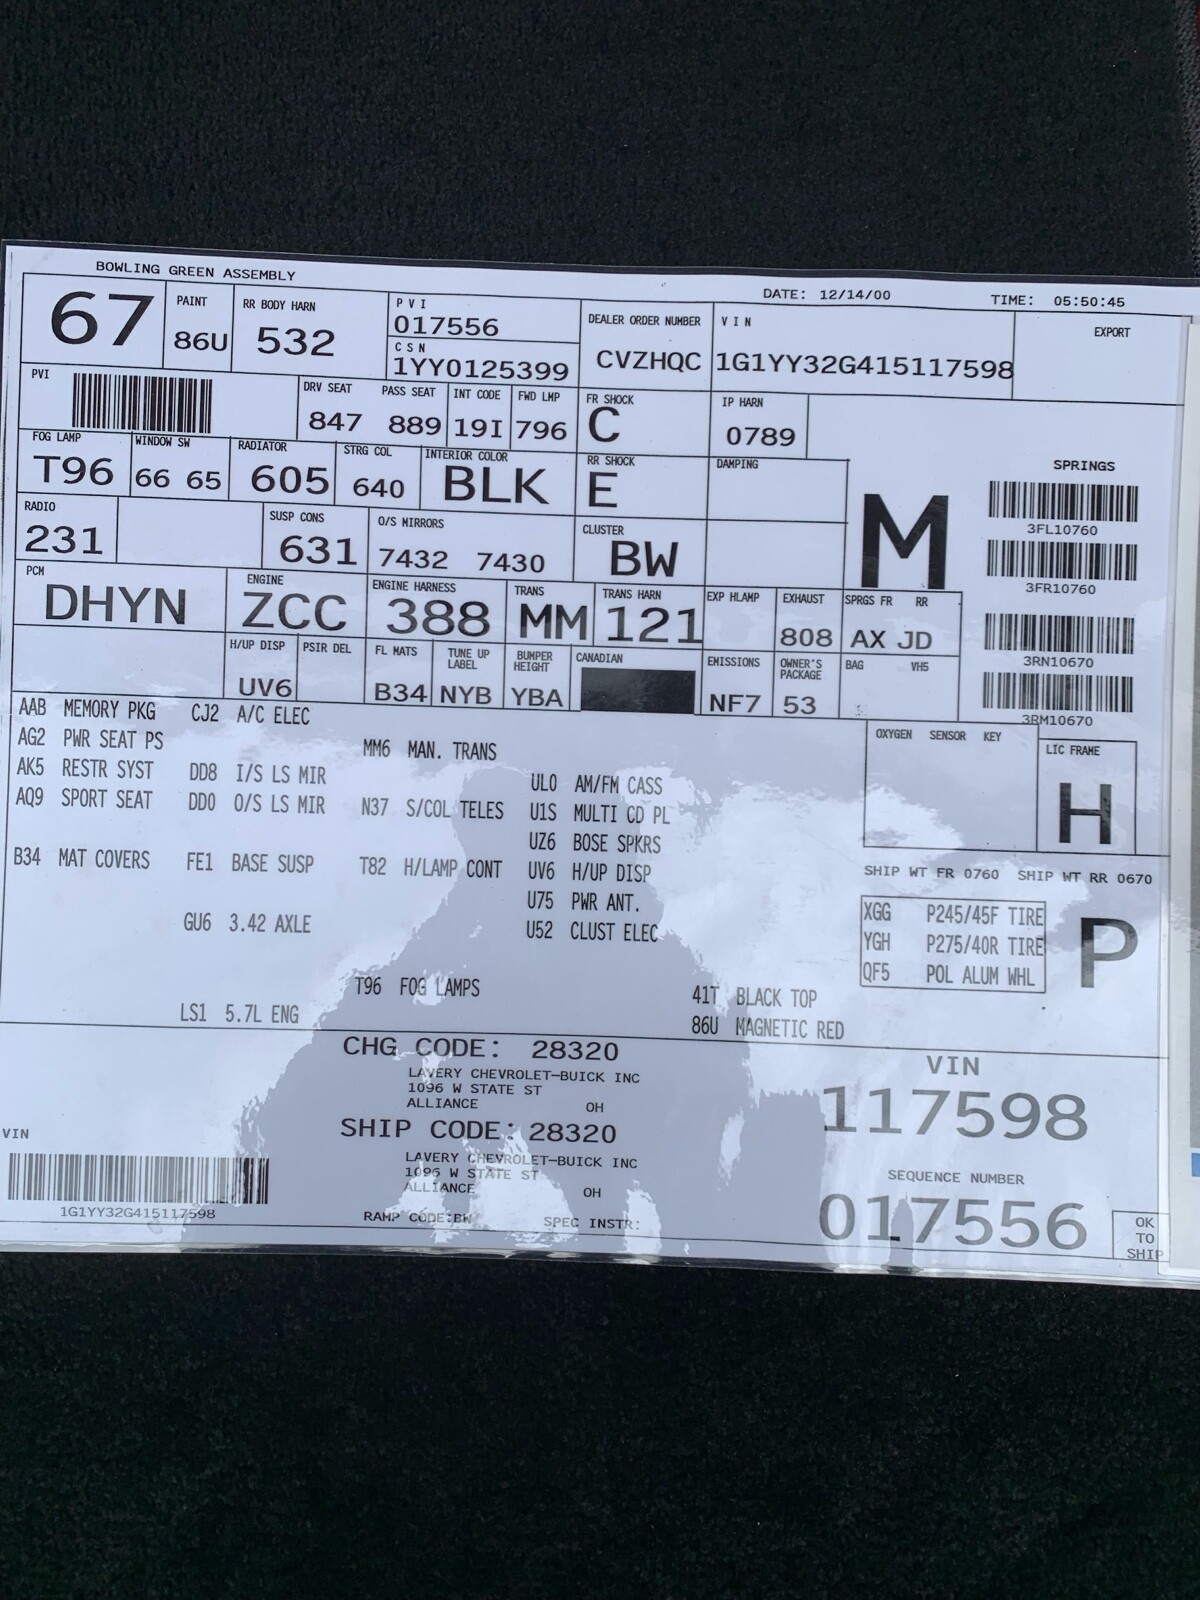 BOWLING GREEN ASSEMBLY
DATE: 12/14/00 TIME: 05:50:45
67
PAINT
86U
RR BODY HARN
532
P V I
017556
C S N
1YY0125399
DEALER ORDER NUMBER
CVZHQC
V I N
1G1YY32G415117598
EXPORT
PVI
DRV SEAT PASS SEAT
847 889
INT CODE
19I
FWD LMP
796
FR SHOCK
C
IP HARN
0789
FOG LAMP
T96
WINDOW SW
66 65
RADIATOR
605
STRG COL
640
INTERIOR COLOR
BLK
RR SHOCK
E
DAMPING
M
SPRINGS
3FL10760
3FR10760
3RN10670
3RM10670
RADIO
231
SUSP CONS
631
O/S MIRRORS
7432 7430
CLUSTER
BW
PCM
DHYN
ENGINE
ZCC
ENGINE HARNESS
388
TRANS
MM
TRANS HARN
121
EXP HLAMP
EXHAUST
808
SPRGS FR RR
AX JD
H/UP DISP
UV6
PSIR DEL
FL MATS
B34
TUNE UP
LABEL
NYB
BUMPER
HEIGHT
YBA
CANADIAN
EMISSIONS
NF7
OWNER'S
PACKAGE
53
BAG VH5
OXYGEN SENSOR KEY
LIC FRAME
H
AAB MEMORY PKG
AG2 PWR SEAT PS
AK5 RESTR SYST
AQ9 SPORT SEAT
B34 MAT COVERS
CJ2 A/C ELEC
DD8 I/S LS MIR
DD0 O/S LS MIR
FE1 BASE SUSP
GU6 3.42 AXLE
LS1 5.7L ENG
MM6 MAN. TRANS
N37 S/COL TELES
T82 H/LAMP CONT
T96 FOG LAMPS
UL0 AM/FM CASS
U1S MULTI CD PL
UZ6 BOSE SPKRS
UV6 H/UP DISP
U75 PWR ANT.
U52 CLUST ELEC
41T BLACK TOP
86U MAGNETIC RED
SHIP WT FR 0760 SHIP WT RR 0670
XGG P245/45F TIRE
YGH P275/40R TIRE
QF5 POL ALUM WHL
P
CHG CODE: 28320
LAVERY CHEVROLET-BUICK INC
1096 W STATE ST
ALLIANCE OH
SHIP CODE: 28320
LAVERY CHEVROLET-BUICK INC
1096 W STATE ST
ALLIANCE OH
RAMP CODE:BW SPEC INSTR:
VIN
1G1YY32G415117598
VIN
117598
SEQUENCE NUMBER
017556
OK
TO
SHIP